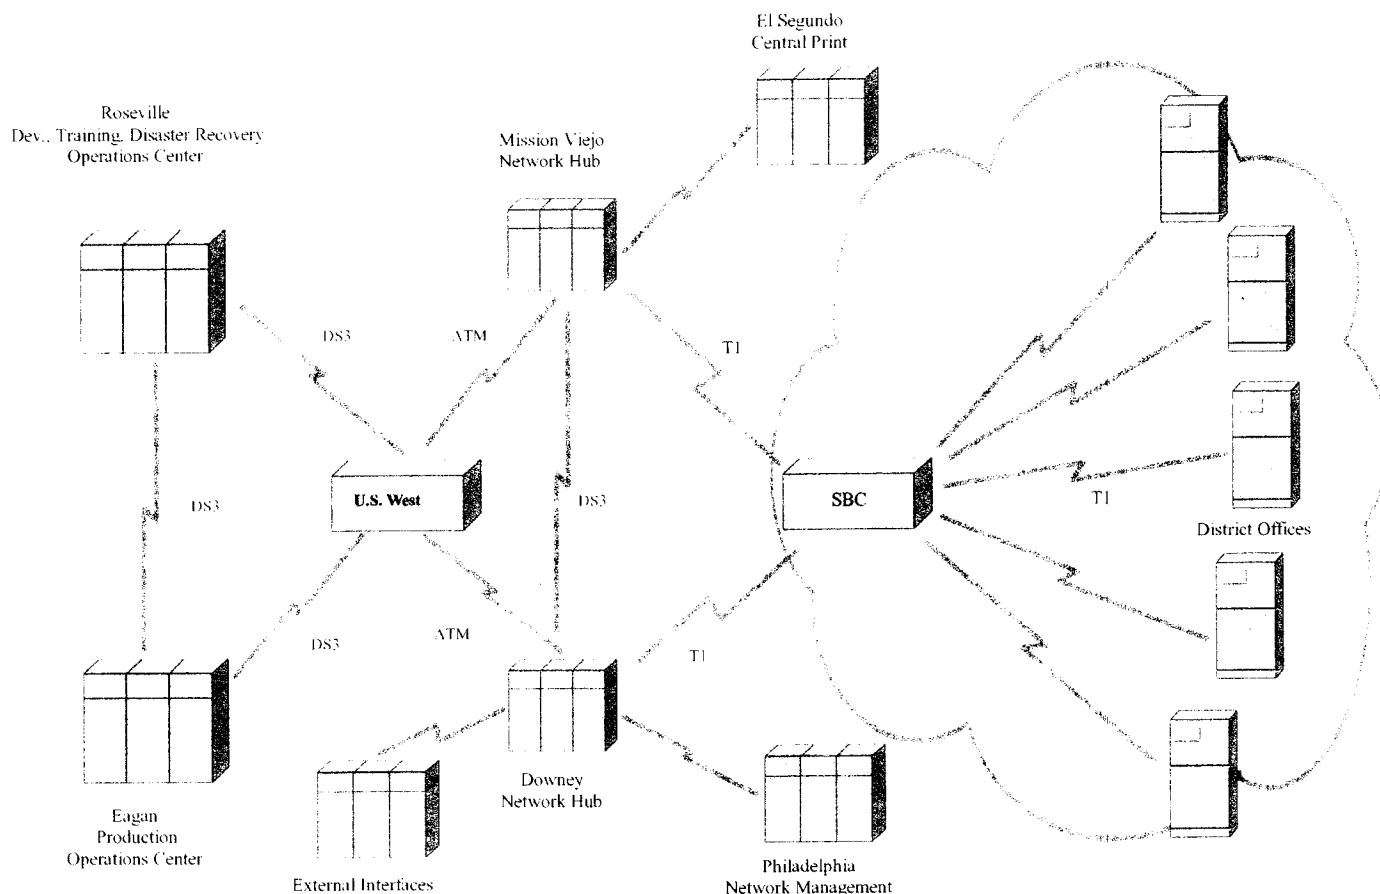 El Segundo
Central Print
Roseville
Dev., Training, Disaster Recovery
Operations Center
Mission Viejo
Network Hub
DS3
ATM
T1
U.S. West
DS3
DS3
SBC
T1
District Offices
DS3
ATM
T1
Eagan
Production
Operations Center
Downey
Network Hub
External Interfaces
Philadelphia
Network Management